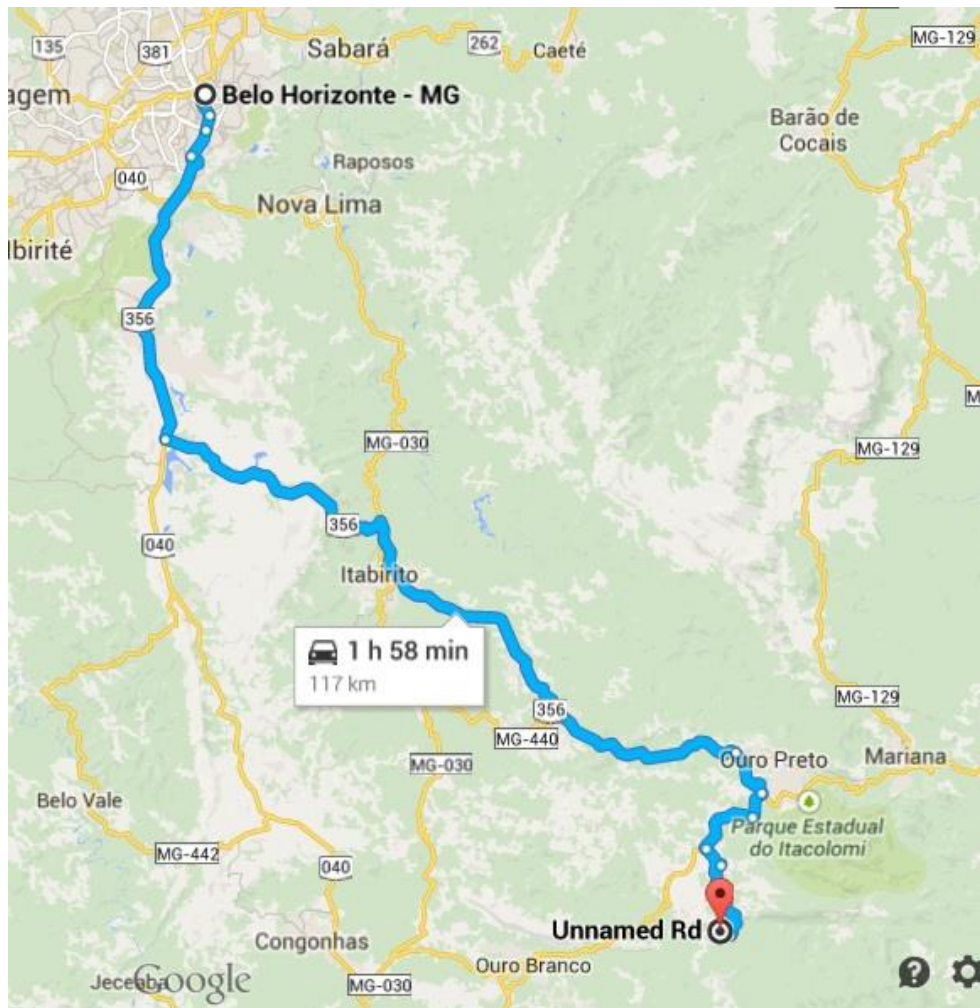 135
381
Sabará
262
Caeté
MG-129
agem
Belo Horizonte - MG
Barão de
Cocais
Raposos
040
Nova Lima
Ibirité
356
MG-030
MG-129
356
040
Itabirito
1 h 58 min
117 km
356
MG-440
MG-129
MG-030
Ouro Preto
Mariana
Belo Vale
Parque Estadual
do Itacolomi
MG-442
040
Unnamed Rd
Congonhas
Ouro Branco
Google
MG-030